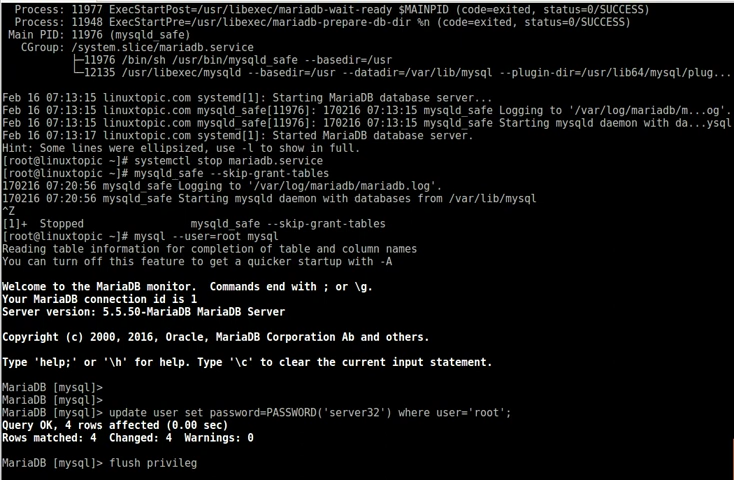 Process: 11977 ExecStartPost=/usr/libexec/mariadb-wait-ready $MAINPID (code=exited, status=0/SUCCESS)
Process: 11948 ExecStartPre=/usr/libexec/mariadb-prepare-db-dir %n (code=exited, status=0/SUCCESS)
Main PID: 11976 (mysqld_safe)
CGroup: /system.slice/mariadb.service
├─11976 /bin/sh /usr/bin/mysqld_safe --basedir=/usr
└─12135 /usr/libexec/mysqld --basedir=/usr --datadir=/var/lib/mysql --plugin-dir=/usr/lib64/mysql/plug...
Feb 16 07:13:15 linuxtopic.com systemd[1]: Starting MariaDB database server...
Feb 16 07:13:15 linuxtopic.com mysqld_safe[11976]: 170216 07:13:15 mysqld_safe Logging to '/var/log/mariadb/m...og'.
Feb 16 07:13:15 linuxtopic.com mysqld_safe[11976]: 170216 07:13:15 mysqld_safe Starting mysqld daemon with da...ysql
Feb 16 07:13:17 linuxtopic.com systemd[1]: Started MariaDB database server.
Hint: Some lines were ellipsized, use -l to show in full.
[root@linuxtopic ~]# systemctl stop mariadb.service
[root@linuxtopic ~]# mysqld_safe --skip-grant-tables
170216 07:20:56 mysqld_safe Logging to '/var/log/mariadb/mariadb.log'.
170216 07:20:56 mysqld_safe Starting mysqld daemon with databases from /var/lib/mysql
^Z
[1]+  Stopped                 mysqld_safe --skip-grant-tables
[root@linuxtopic ~]# mysql --user=root mysql
Reading table information for completion of table and column names
You can turn off this feature to get a quicker startup with -A
Welcome to the MariaDB monitor.  Commands end with ; or \g.
Your MariaDB connection id is 1
Server version: 5.5.50-MariaDB MariaDB Server
Copyright (c) 2000, 2016, Oracle, MariaDB Corporation Ab and others.
Type 'help;' or '\h' for help. Type '\c' to clear the current input statement.
MariaDB [mysql]>
MariaDB [mysql]>
MariaDB [mysql]> update user set password=PASSWORD('server32') where user='root';
Query OK, 4 rows affected (0.00 sec)
Rows matched: 4  Changed: 4  Warnings: 0
MariaDB [mysql]> flush privileg